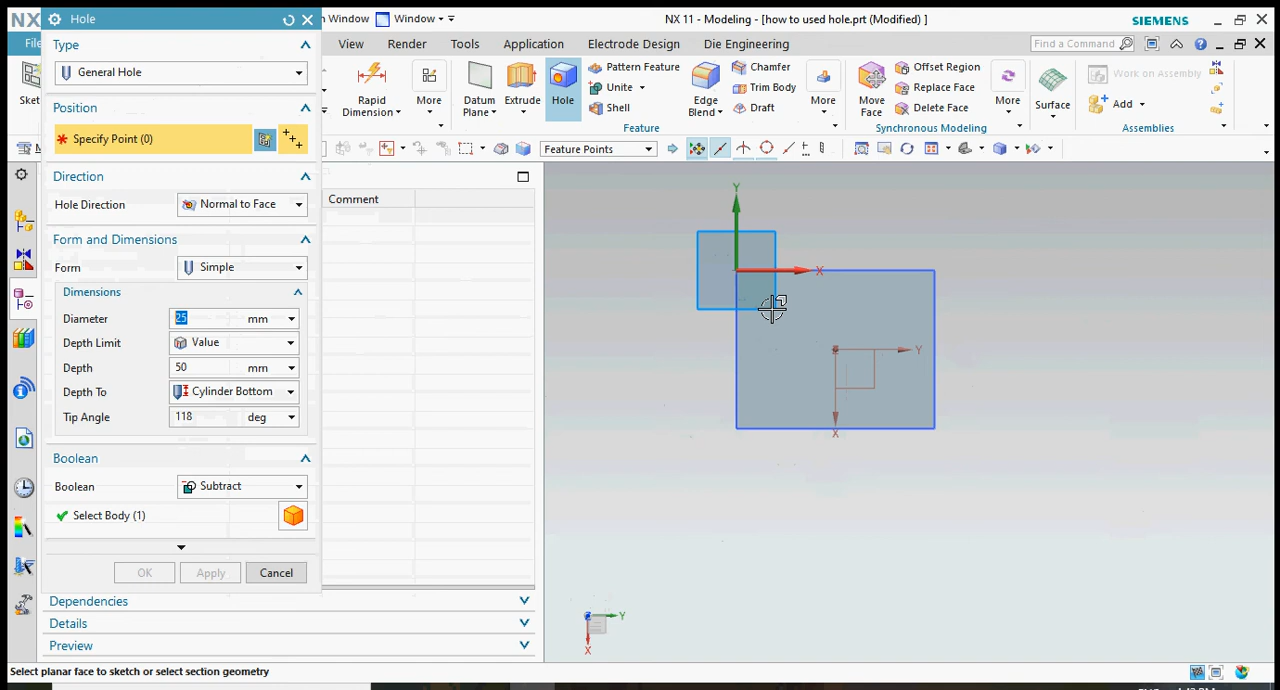 NX
Hole
n Window
Window
NX 11 - Modeling - [how to used hole.prt (Modified) ]
SIEMENS
File
View
Render
Tools
Application
Electrode Design
Die Engineering
Find a Command
Rapid
Dimension
More
Datum
Plane
Extrude
Hole
Pattern Feature
Unite
Shell
Edge
Blend
Chamfer
Trim Body
Draft
More
Feature
Move
Face
Offset Region
Replace Face
Delete Face
More
Synchronous Modeling
Surface
Work on Assembly
Add
Assemblies
Feature Points
Type
General Hole
Position
* Specify Point (0)
Direction
Hole Direction
Normal to Face
Form and Dimensions
Form
Simple
Dimensions
Diameter
25
mm
Depth Limit
Value
Depth
50
mm
Depth To
Cylinder Bottom
Tip Angle
118
deg
Boolean
Boolean
Subtract
Select Body (1)
OK
Apply
Cancel
Comment
Dependencies
Details
Preview
Y
X
Y
X
Y
X
Select planar face to sketch or select section geometry